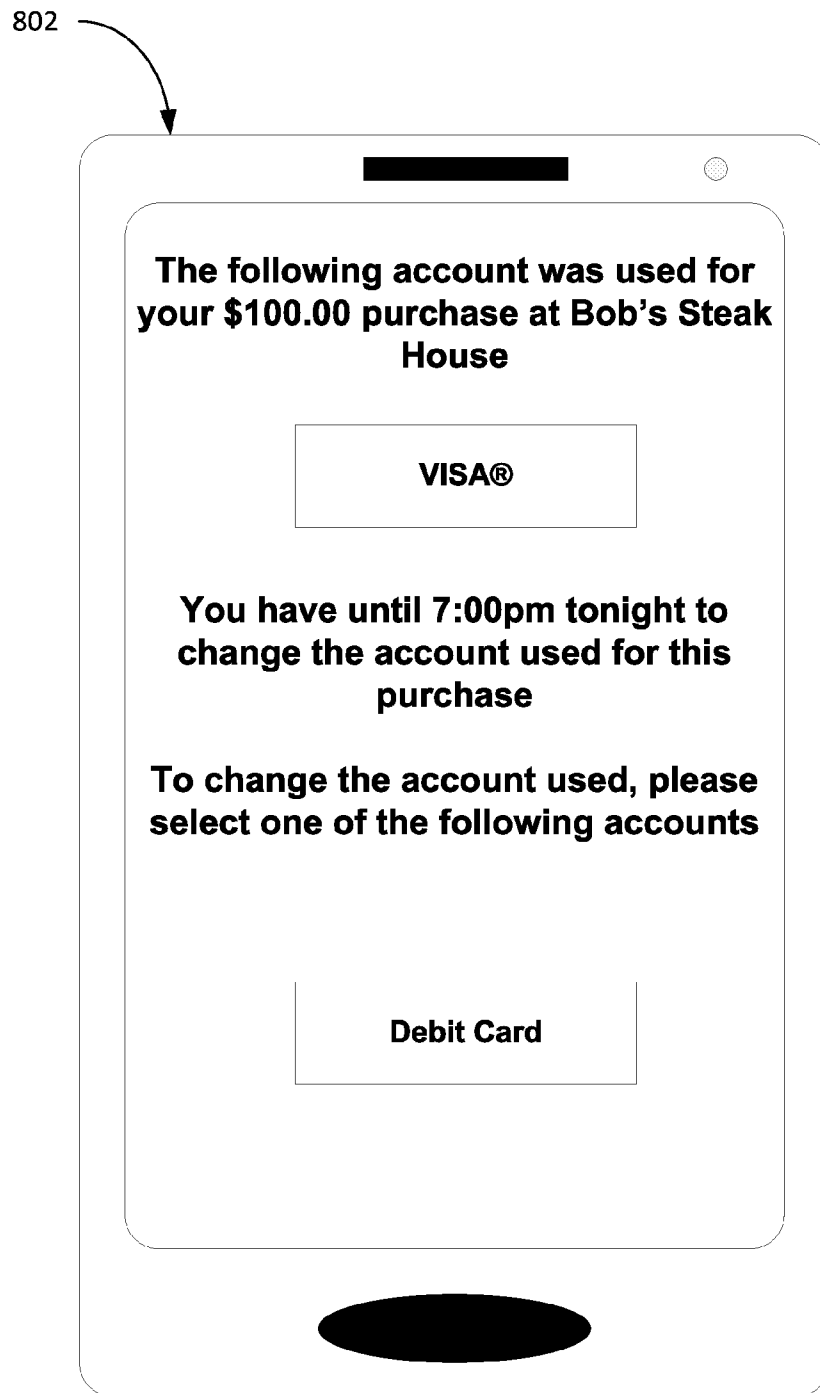 802
The following account was used for
your $100.00 purchase at Bob’s Steak
House
VISA®
You have until 7:00pm tonight to
change the account used for this
purchase
To change the account used, please
select one of the following accounts
Debit Card